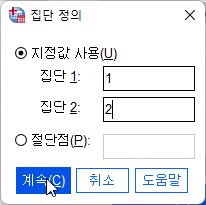 집단 정의
지정값 사용(U)
집단 1: 1
집단 2: 2
절단점(P):
계속(C) 취소 도움말